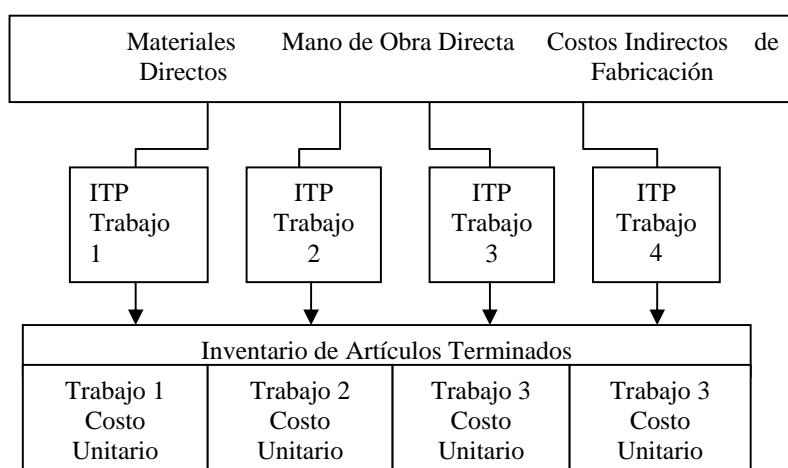 Materiales Mano de Obra Directa Costos Indirectos de
Directos Fabricación
ITP
Trabajo
1
ITP
Trabajo
2
ITP
Trabajo
3
ITP
Trabajo
4
Inventario de Artículos Terminados
Trabajo 1
Costo
Unitario
Trabajo 2
Costo
Unitario
Trabajo 3
Costo
Unitario
Trabajo 3
Costo
Unitario